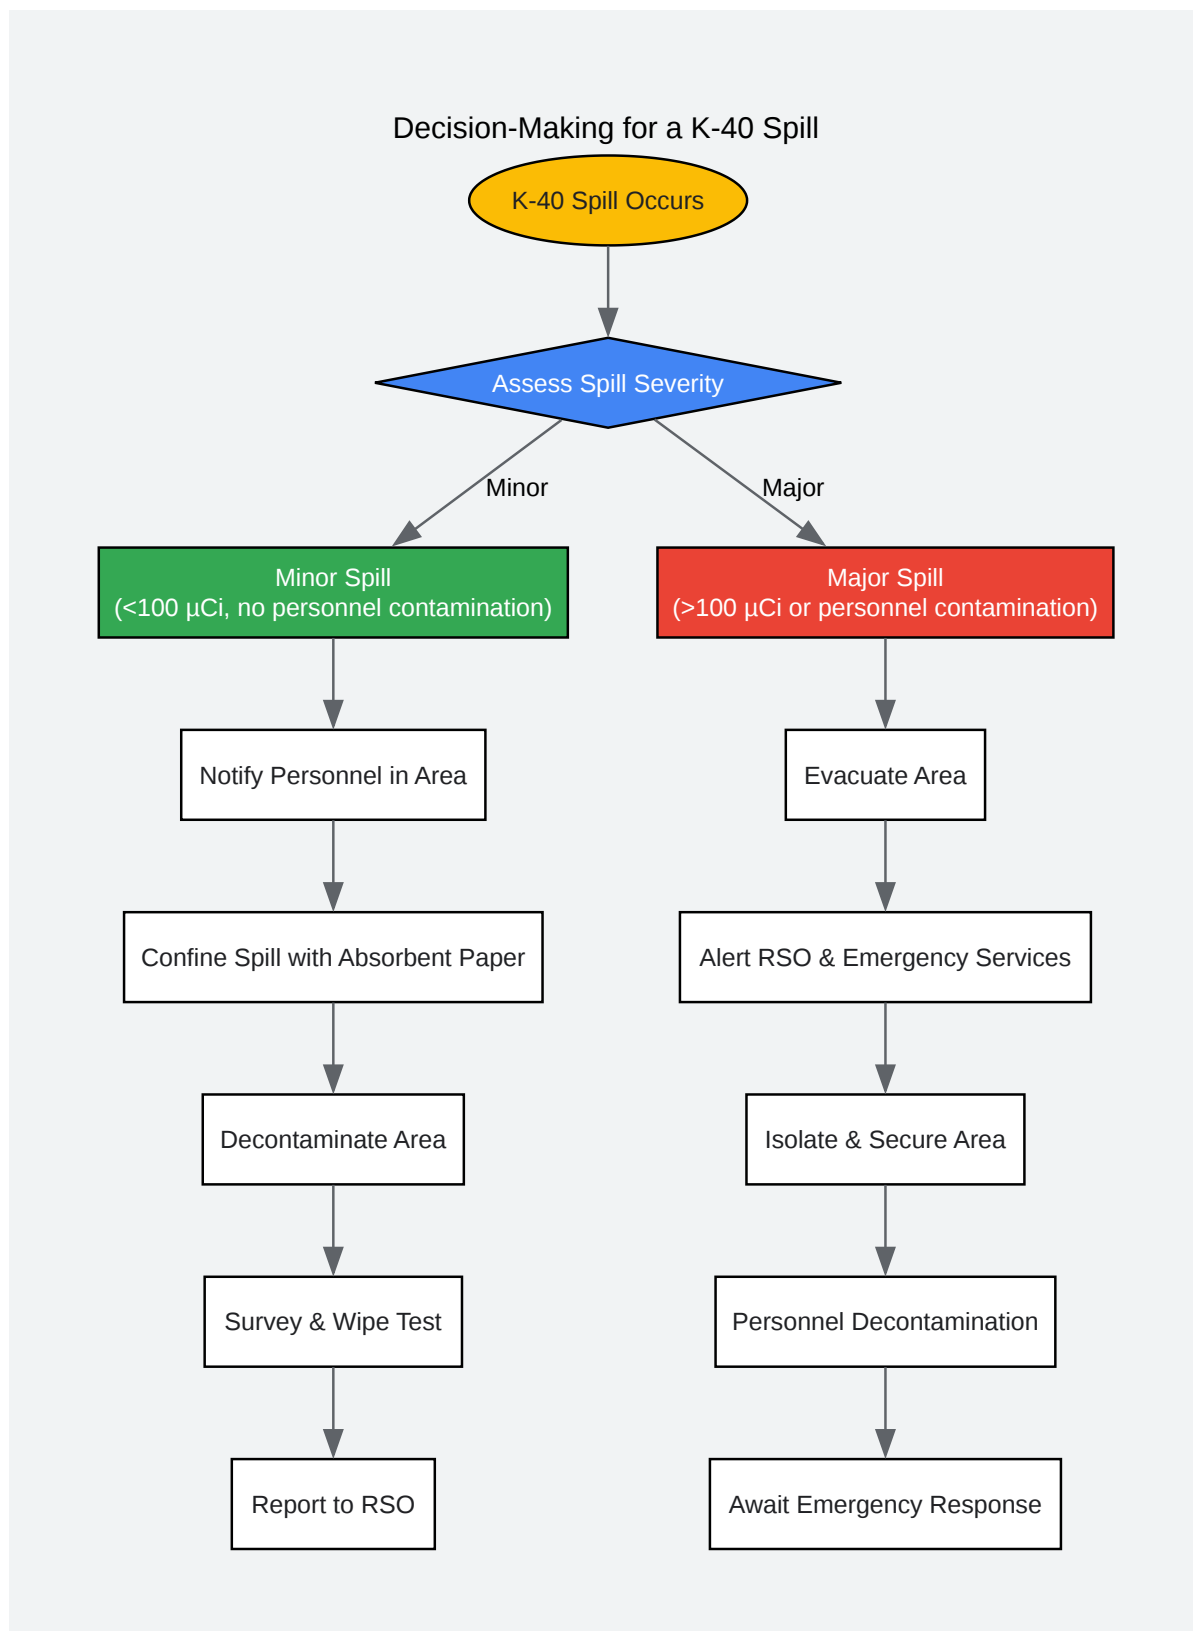 Decision-Making for a K-40 Spill
K-40 Spill Occurs
Assess Spill Severity
Minor
Major
Minor Spill
(<100 µCi, no personnel contamination)
Major Spill
(>100 µCi or personnel contamination)
Notify Personnel in Area
Evacuate Area
Confine Spill with Absorbent Paper
Alert RSO & Emergency Services
Decontaminate Area
Isolate & Secure Area
Survey & Wipe Test
Personnel Decontamination
Report to RSO
Await Emergency Response